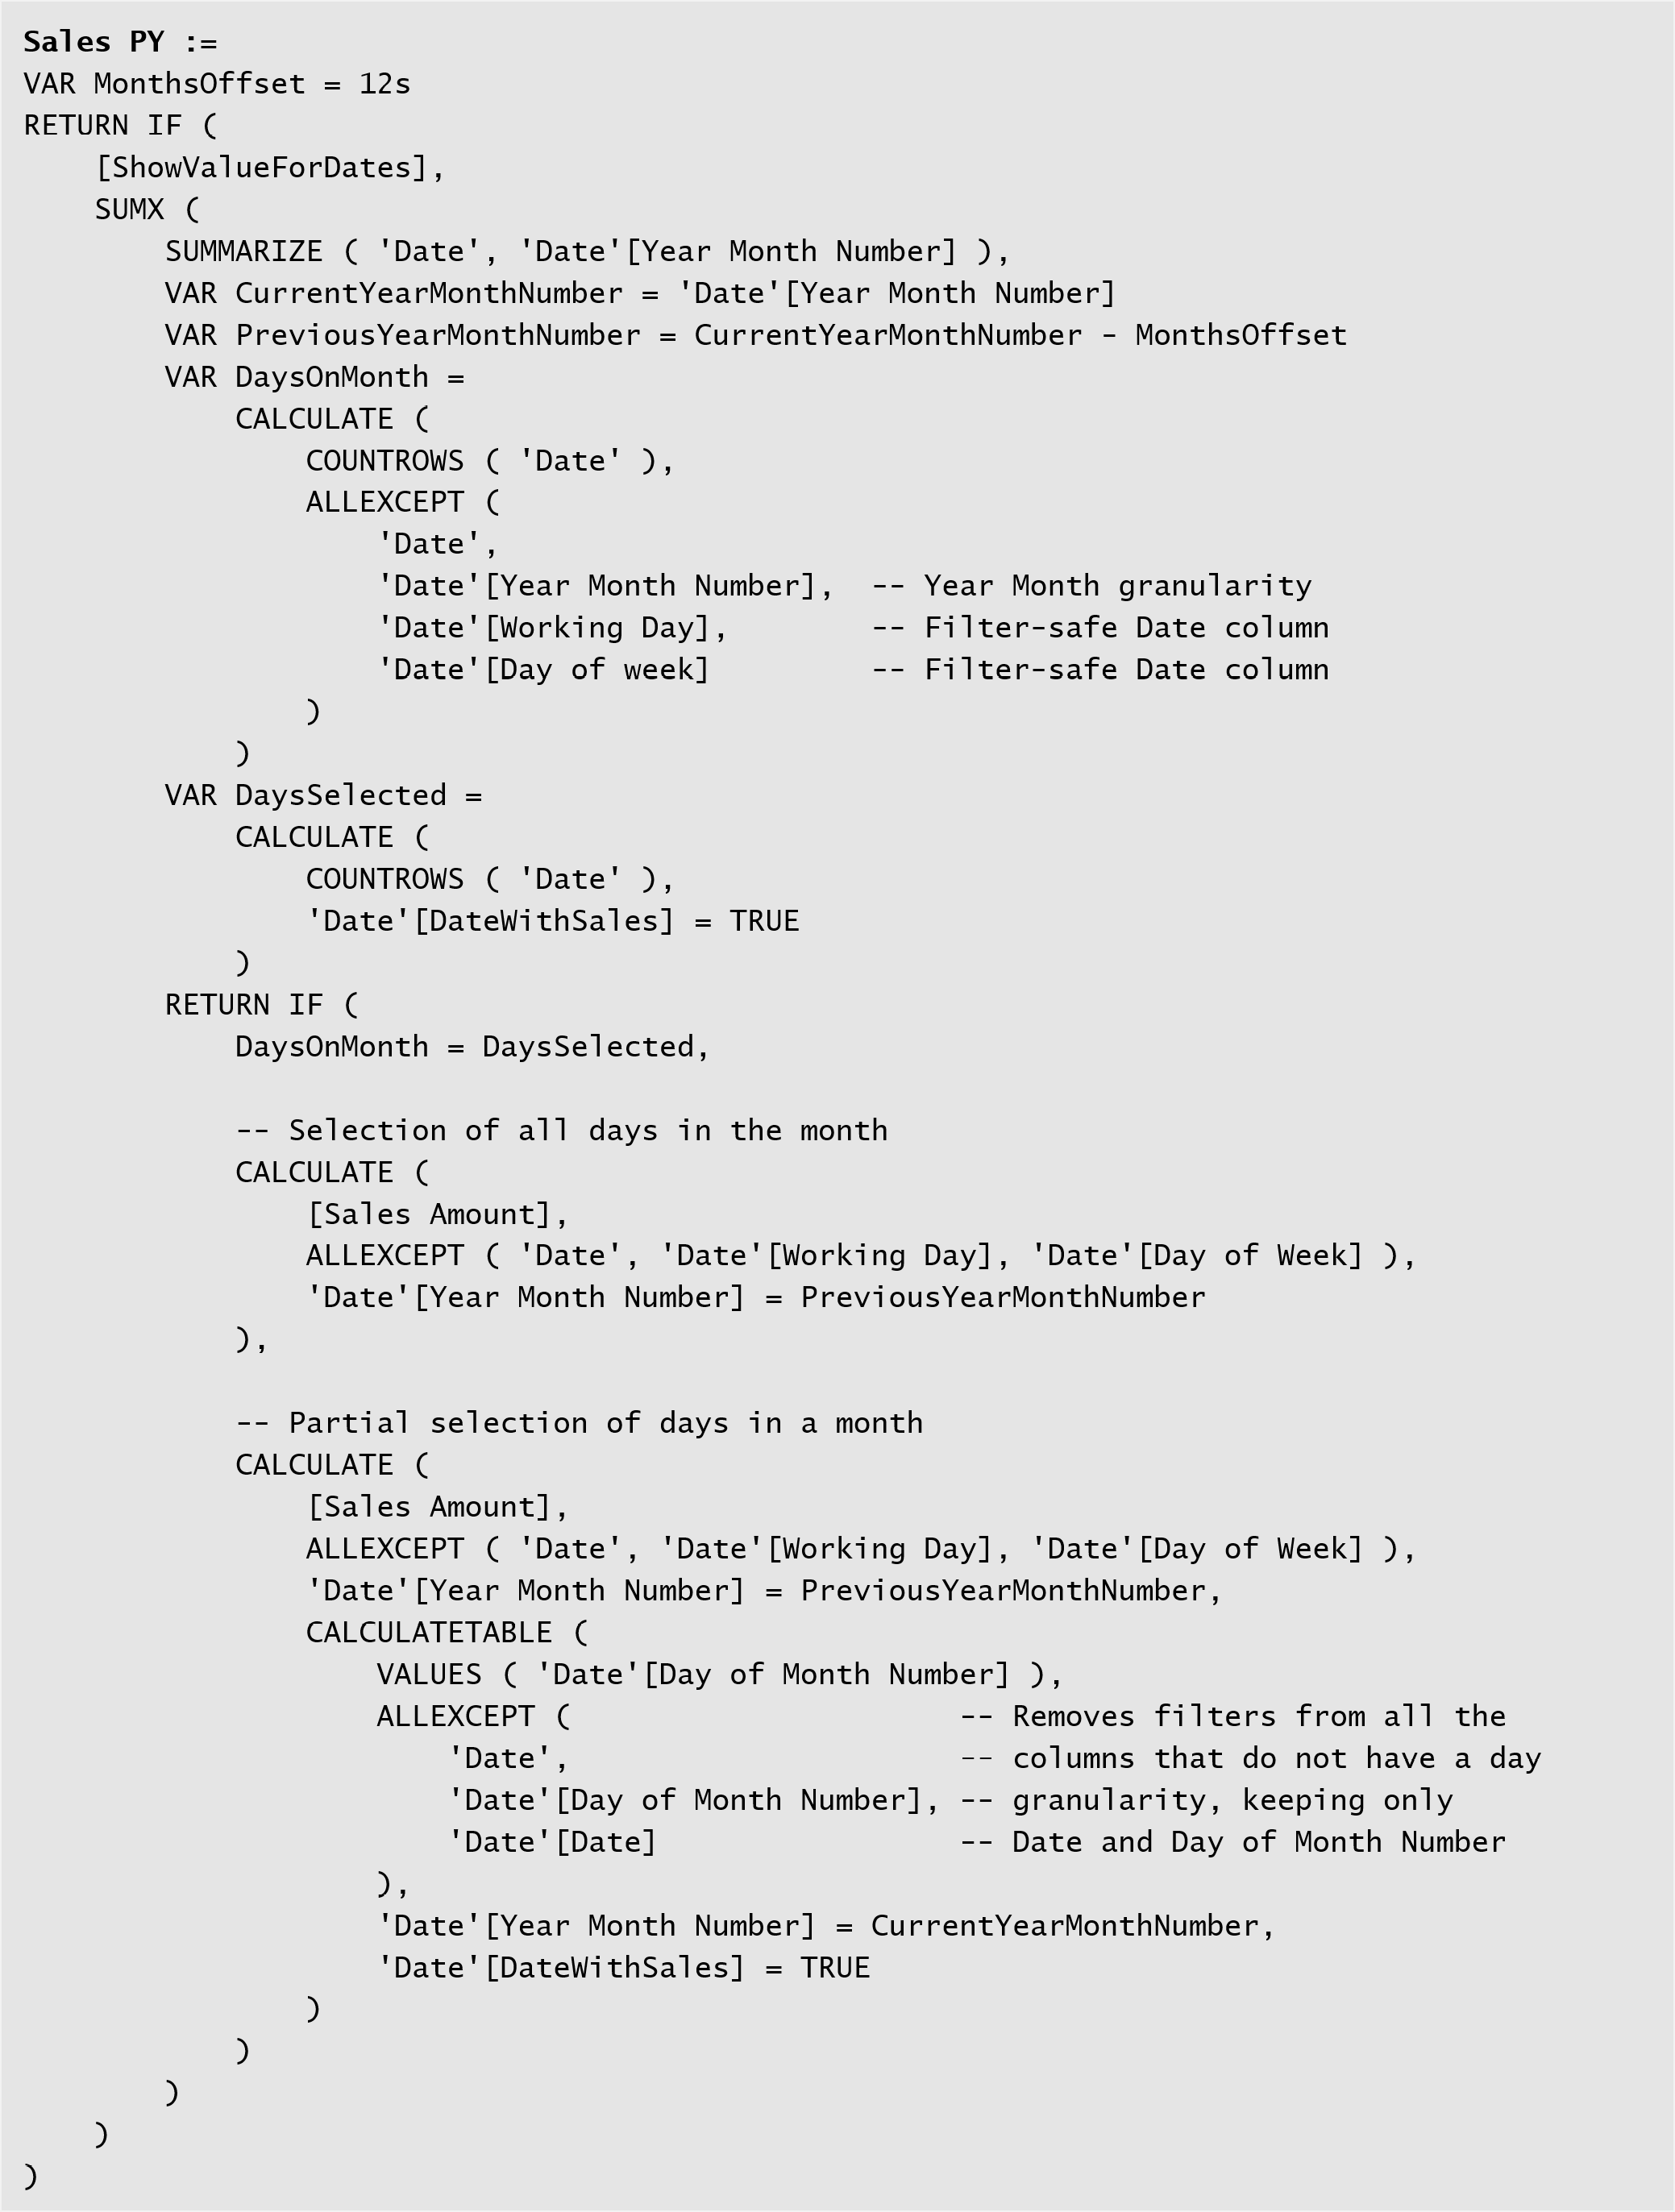 Sales PY :=
VAR MonthsOffset = 12s
RETURN IF (
    [ShowValueForDates],
    SUMX (
        SUMMARIZE ( 'Date', 'Date'[Year Month Number] ),
        VAR CurrentYearMonthNumber = 'Date'[Year Month Number]
        VAR PreviousYearMonthNumber = CurrentYearMonthNumber - MonthsOffset
        VAR DaysOnMonth =
            CALCULATE (
                COUNTROWS ( 'Date' ),
                ALLEXCEPT (
                    'Date',
                    'Date'[Year Month Number],  -- Year Month granularity
                    'Date'[Working Day],        -- Filter-safe Date column
                    'Date'[Day of week]         -- Filter-safe Date column
                )
            )
        VAR DaysSelected =
            CALCULATE (
                COUNTROWS ( 'Date' ),
                'Date'[DateWithSales] = TRUE
            )
        RETURN IF (
            DaysOnMonth = DaysSelected,

            -- Selection of all days in the month
            CALCULATE (
                [Sales Amount],
                ALLEXCEPT ( 'Date', 'Date'[Working Day], 'Date'[Day of Week] ),
                'Date'[Year Month Number] = PreviousYearMonthNumber
            ),

            -- Partial selection of days in a month
            CALCULATE (
                [Sales Amount],
                ALLEXCEPT ( 'Date', 'Date'[Working Day], 'Date'[Day of Week] ),
                'Date'[Year Month Number] = PreviousYearMonthNumber,
                CALCULATETABLE (
                    VALUES ( 'Date'[Day of Month Number] ),
                    ALLEXCEPT (                      -- Removes filters from all the
                        'Date',                      -- columns that do not have a day
                        'Date'[Day of Month Number], -- granularity, keeping only
                        'Date'[Date]                 -- Date and Day of Month Number
                    ),
                    'Date'[Year Month Number] = CurrentYearMonthNumber,
                    'Date'[DateWithSales] = TRUE
                )
            )
        )
    )
)